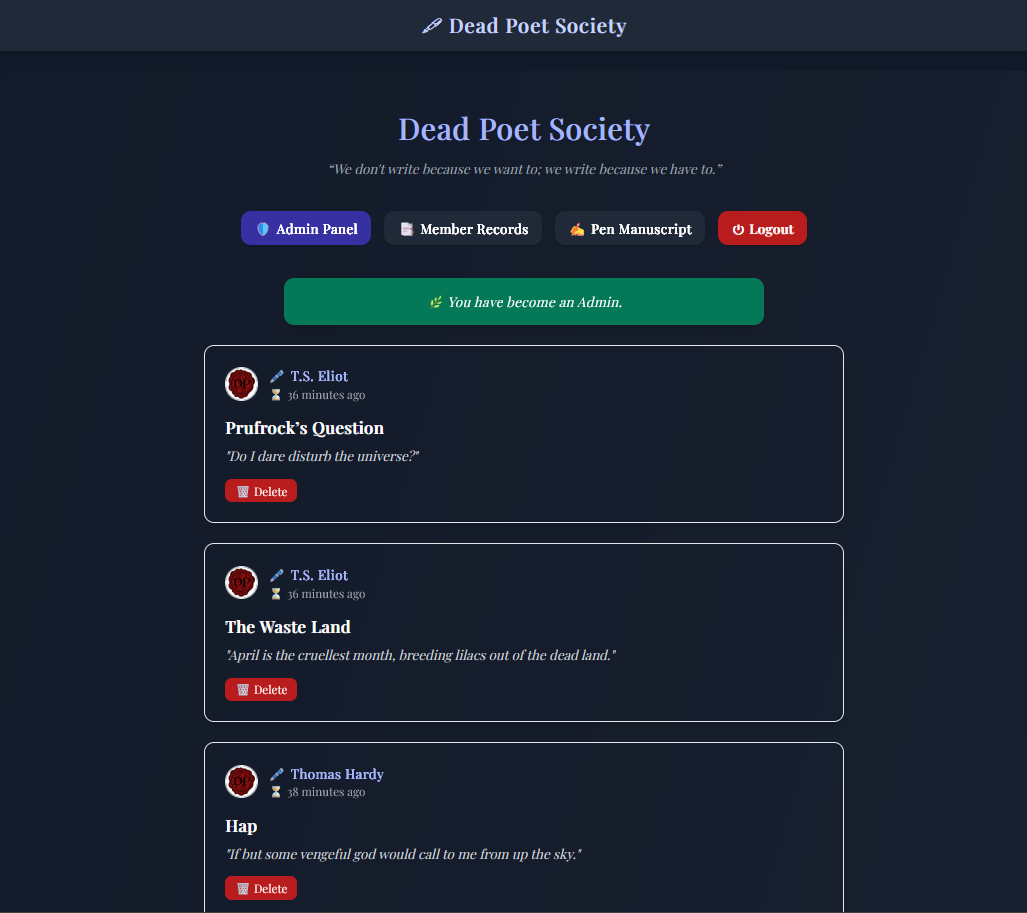 Dead Poet Society
Dead Poet Society
“We don't write because we want to; we write because we have to.”
Admin Panel
Member Records
Pen Manuscript
Logout
You have become an Admin.
T.S. Eliot
36 minutes ago
Prufrock’s Question
"Do I dare disturb the universe?"
Delete
T.S. Eliot
36 minutes ago
The Waste Land
"April is the cruellest month, breeding lilacs out of the dead land."
Delete
Thomas Hardy
38 minutes ago
Hap
"If but some vengeful god would call to me from up the sky."
Delete